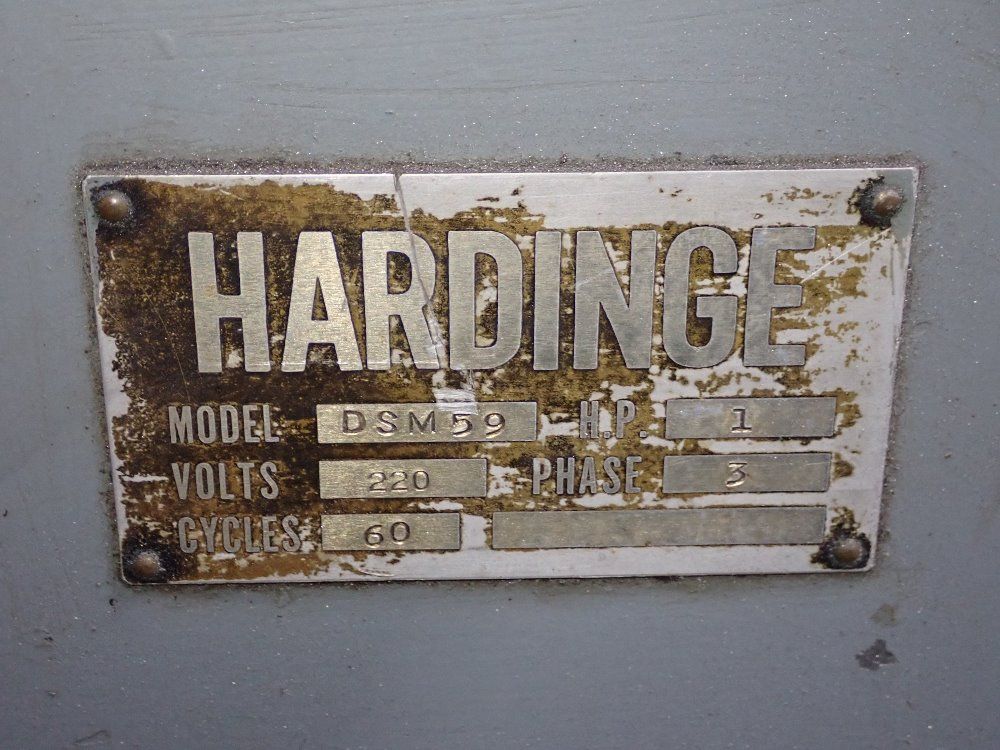 HARDINGE
MODEL DSM59 H.P. 1
VOLTS 220 PHASE 3
CYCLES 60